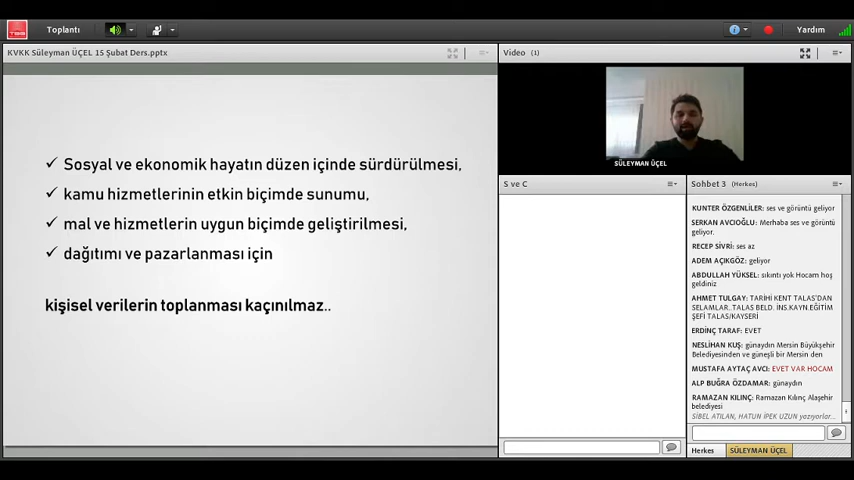 Toplantı
Yardım
KVKK Süleyman ÜÇEL 15 Şubat Ders.pptx
Video (1)
✓ Sosyal ve ekonomik hayatın düzen içinde sürdürülmesi,
✓ kamu hizmetlerinin etkin biçimde sunumu,
✓ mal ve hizmetlerin uygun biçimde geliştirilmesi,
✓ dağıtımı ve pazarlanması için
kişisel verilerin toplanması kaçınılmaz..
SÜLEYMAN ÜÇEL
S ve C
Sohbet 3 (Herkes)
KUNTER ÖZGENLİLER: ses ve görüntü geliyor
SERKAN AVCIOĞLU: Merhaba ses ve görüntü
geliyor.
RECEP SİVRİ: ses az
ADEM AÇIKGÖZ: geliyor
ABDULLAH YÜKSEL: sıkıntı yok Hocam hoş
geldiniz
AHMET TULGAY: TARİHİ KENT TALAS'DAN
SELAMLAR..TALAS BELD. İNS.KAYN.EĞİTİM
ŞEFİ TALAS/KAYSERİ
ERDİNÇ TARAF: EVET
NESLİHAN KUŞ: günaydın Mersin Büyükşehir
Belediyesinden ve güneşli bir Mersin den
MUSTAFA AYTAÇ AVCI: EVET VAR HOCAM
ALP BUĞRA ÖZDAMAR: günaydın
RAMAZAN KILINÇ: Ramazan Kılınç Alaşehir
belediyesi
SİBEL ATILAN, HATUN İPEK UZUN yazıyorlar...
Herkes
SÜLEYMAN ÜÇEL